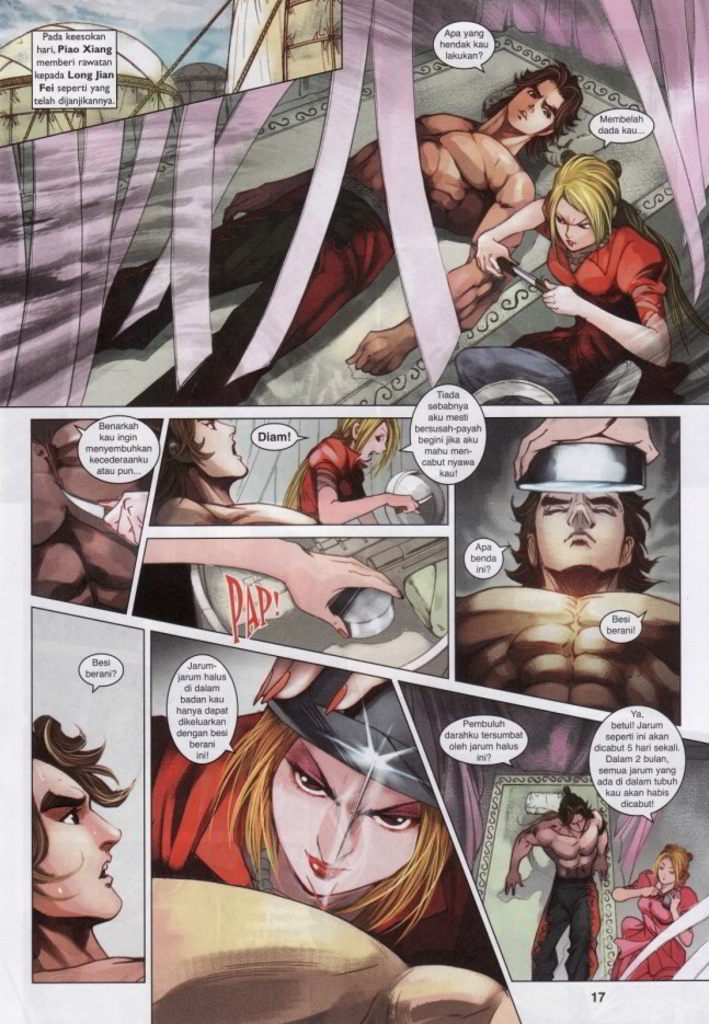 Pada keesokan
hari, Piao Xiang
memberi rawatan
kepada Long Jian
Fei seperti yang
telah dijanjikannya.
Apa yang
hendak kau
lakukan?
Membelah
dada kau...
Benarkah
kau ingin
menyembuhkan
kecederaanku
atau pun...
Diam!
Tiada
sebabnya
aku mesti
bersusah-payah
begini jika aku
mahu men-
cabut nyawa
kau!
PAP!
Apa
benda
ini?
Besi
berani!
Besi
berani?
Jarum-
jarum halus
di dalam
badan kau
hanya dapat
dikeluarkan
dengan besi
berani
ini!
Pembuluh
darahku tersumbat
oleh jarum halus
ini?
Ya,
betul! Jarum
seperti ini akan
dicabut 5 hari sekali.
Dalam 2 bulan,
semua jarum yang
ada di dalam tubuh
kau akan habis
dicabut!
17